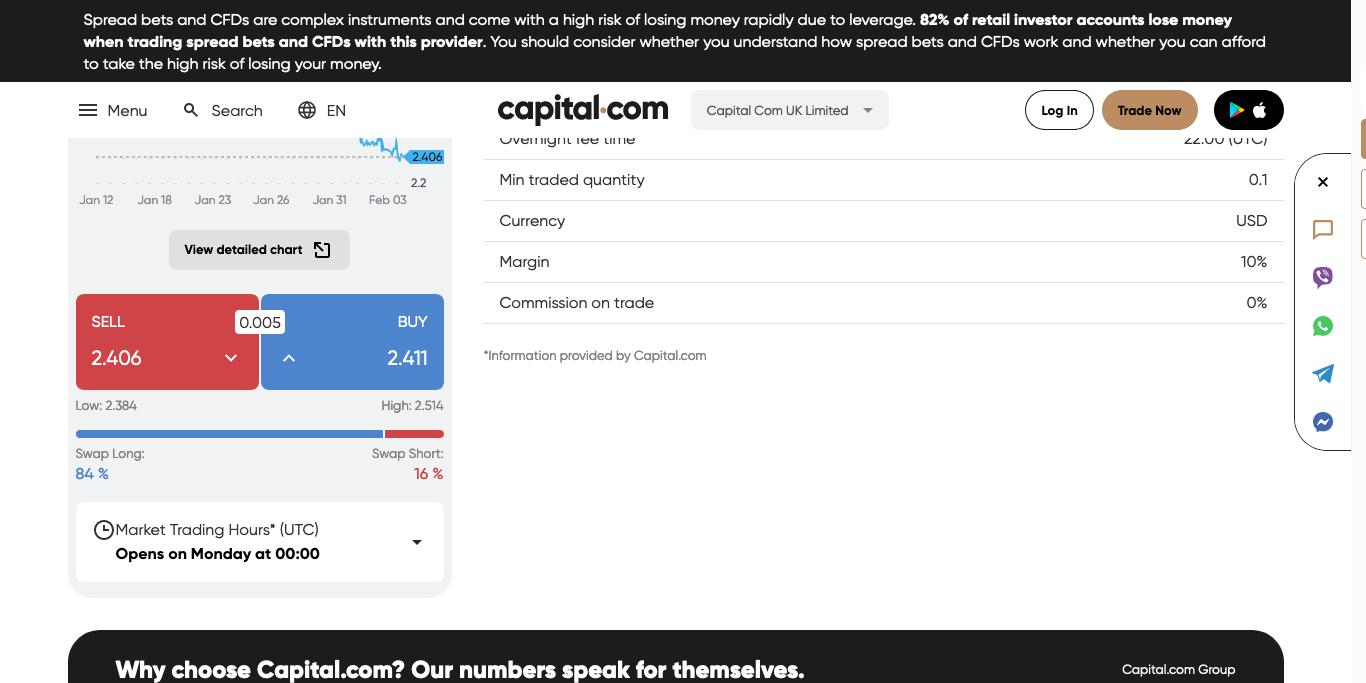 Spread bets and CFDs are complex instruments and come with a high risk of losing money rapidly due to leverage. 82% of retail investor accounts lose money
when trading spread bets and CFDs with this provider. You should consider whether you understand how spread bets and CFDs work and whether you can afford
to take the high risk of losing your money.
Menu Search EN capital.com Capital Com UK Limited Log In Trade Now
2.406
2.2
Jan 12 Jan 18 Jan 23 Jan 26 Jan 31 Feb 03
View detailed chart
SELL 0.005 BUY
2.406 2.411
Low: 2.384 High: 2.514
Swap Long: Swap Short:
84 % 16 %
Market Trading Hours* (UTC)
Opens on Monday at 00:00
Overnight fee time 22:00 (UTC)
Min traded quantity 0.1
Currency USD
Margin 10%
Commission on trade 0%
*Information provided by Capital.com
Why choose Capital.com? Our numbers speak for themselves. Capital.com Group